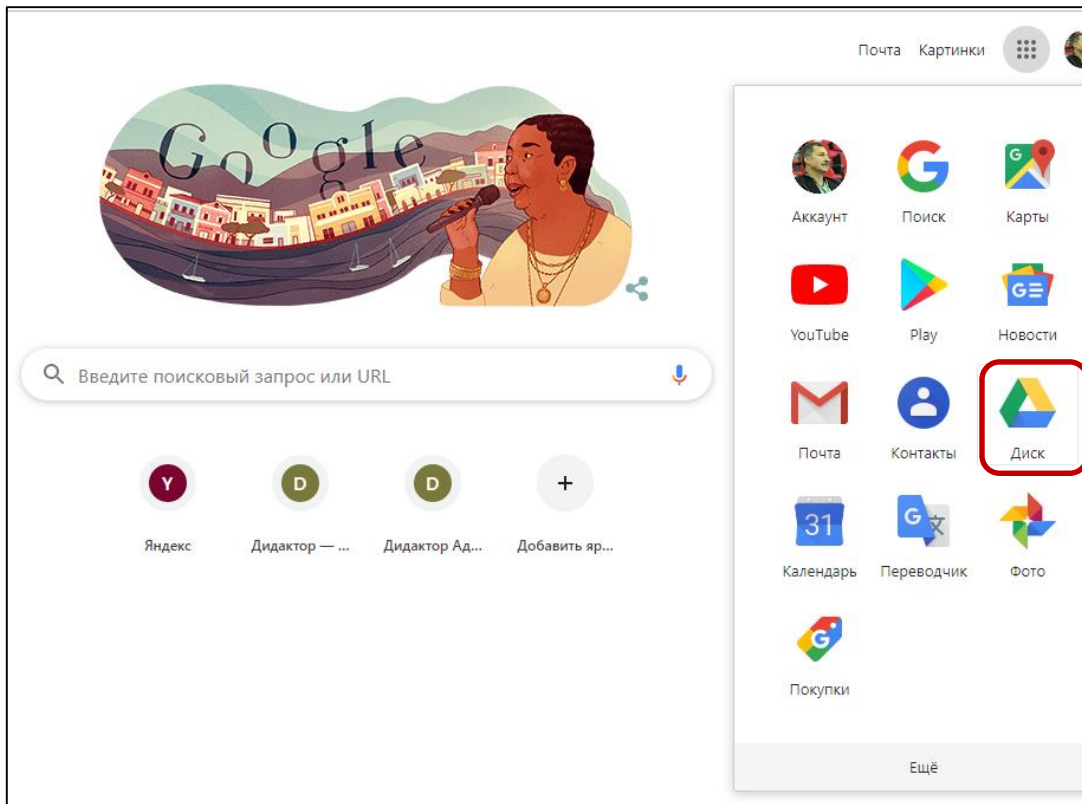 Почта Картинки
Google
Введите поисковый запрос или URL
Y
D
D
Яндекс
Дидактор — ...
Дидактор Ад...
Добавить яр...
Аккаунт
Поиск
G
Карты
YouTube
Play
G
Новости
Почта
Контакты
Диск
31
G 文
Календарь
Переводчик
Фото
G
Покупки
Ещё